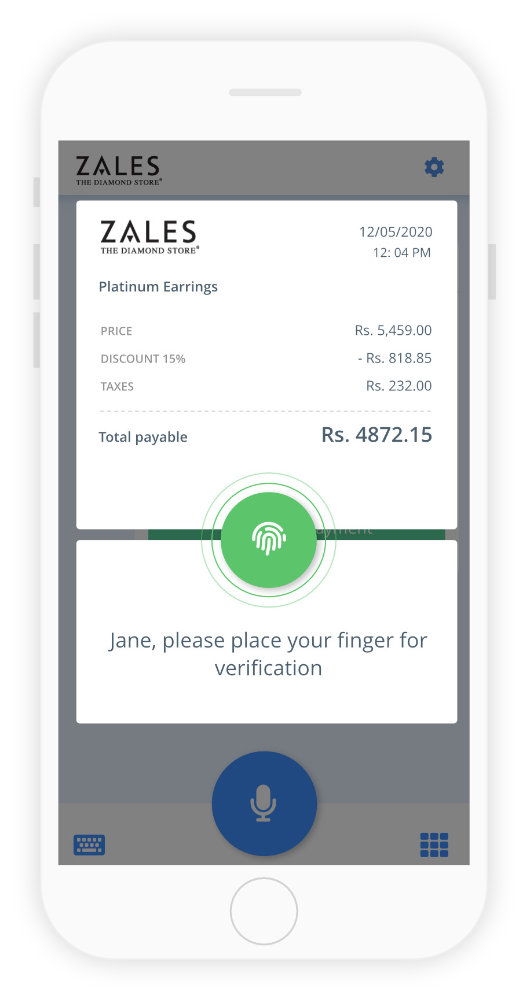 ZALES
THE DIAMOND STORE®
ZALES
THE DIAMOND STORE®
12/05/2020
12: 04 PM
Platinum Earrings
PRICE Rs. 5,459.00
DISCOUNT 15% - Rs. 818.85
TAXES Rs. 232.00
Total payable Rs. 4872.15
Jane, please place your finger for
verification